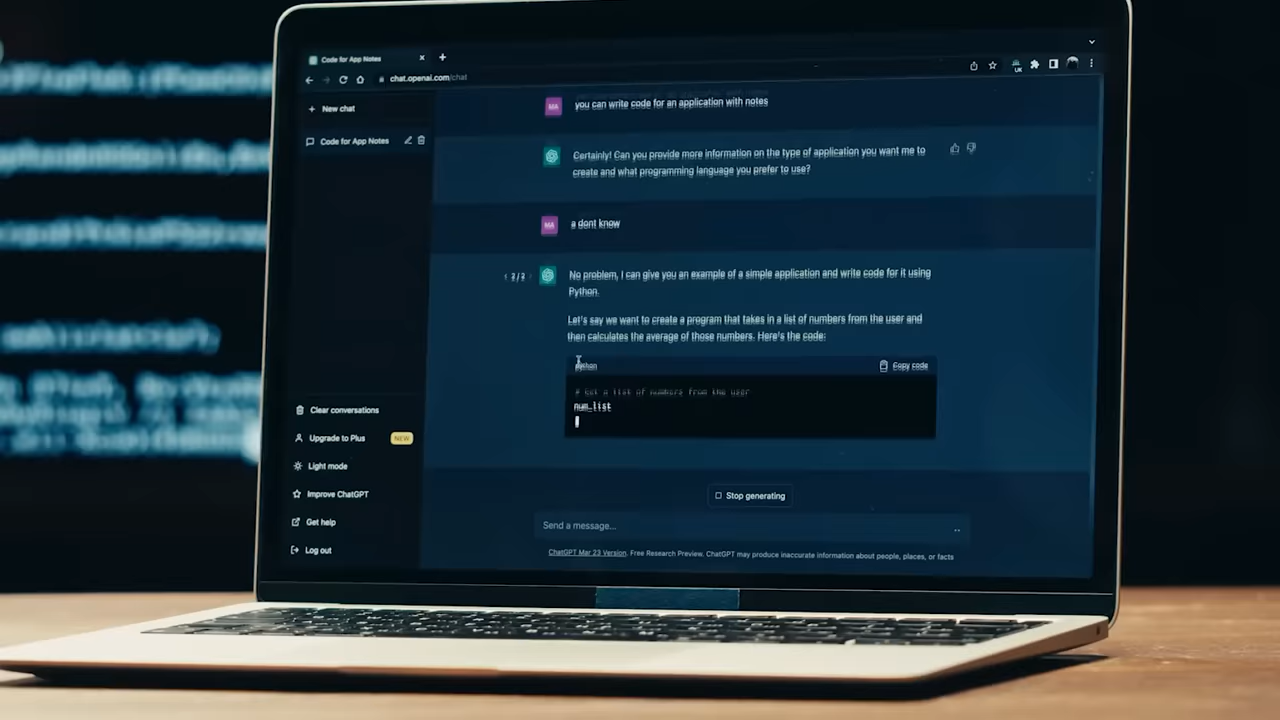 Code for App Notes
chat.openai.com/chat
UK
New chat
Code for App Notes
Clear conversations
Upgrade to Plus
NEW
Light mode
Improve ChatGPT
Get help
Log out
MA
you can write code for an application with notes
Certainly! Can you provide more information on the type of application you want me to
create and what programming language you prefer to use?
MA
a dont know
2/2
No problem, I can give you an example of a simple application and write code for it using
Python.
Let's say we want to create a program that takes in a list of numbers from the user and
then calculates the average of those numbers. Here's the code:
python
Copy code
# Get a list of numbers from the user
num_list
Stop generating
Send a message...
ChatGPT Mar 23 Version. Free Research Preview. ChatGPT may produce inaccurate information about people, places, or facts